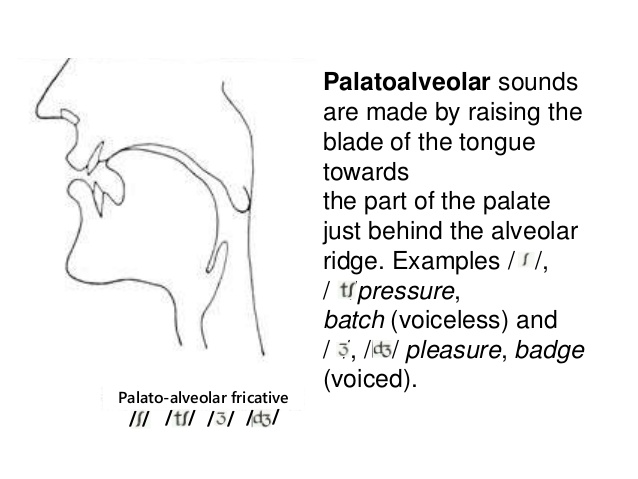 Palatoalveolar sounds
are made by raising the
blade of the tongue
towards
the part of the palate
just behind the alveolar
ridge. Examples / ʃ /,
/ tʃ pressure,
batch (voiceless) and
/ ʒ, /dʒ/ pleasure, badge
(voiced).
Palato-alveolar fricative
/ʃ/ /tʃ/ /ʒ/ /dʒ/